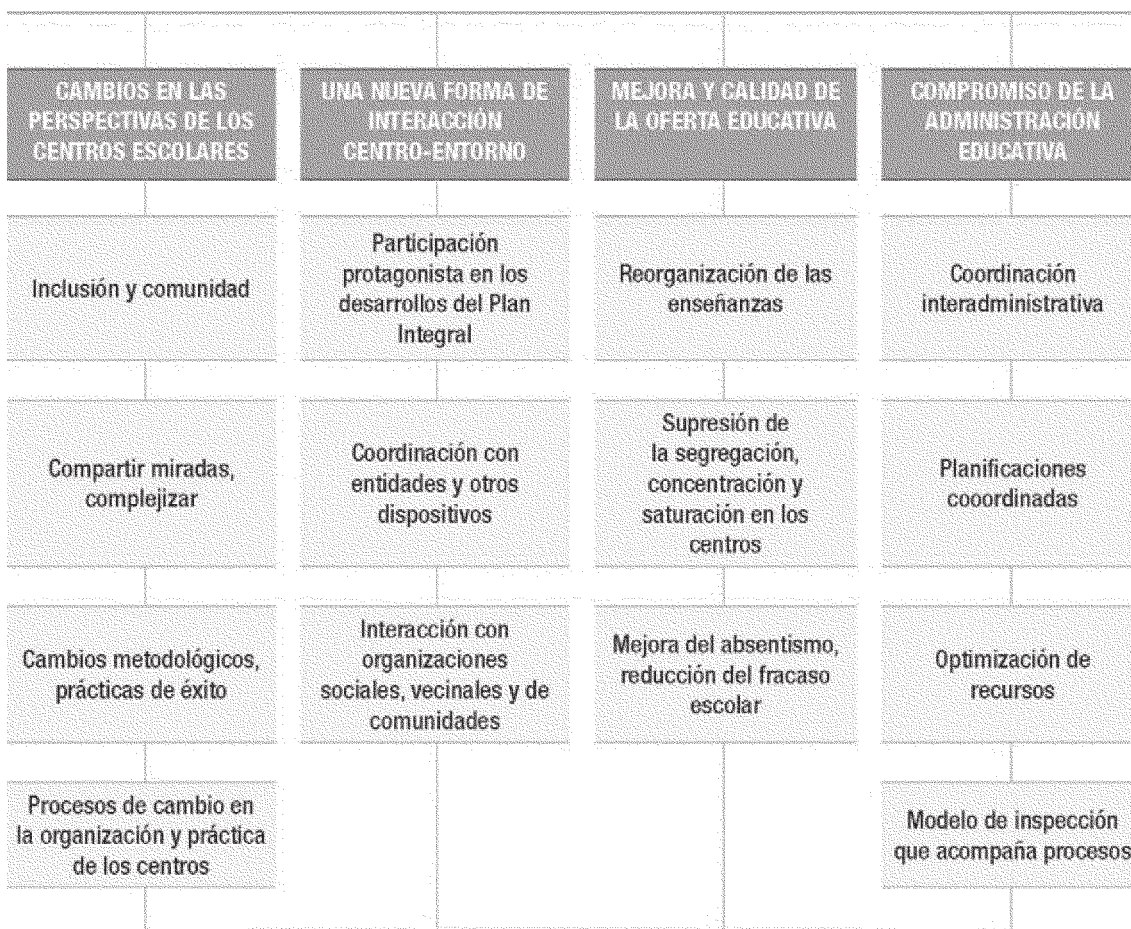 CAMBIOS EN LAS
PERSPECTIVAS DE LOS
CENTROS ESCOLARES
Inclusión y comunidad
Compartir miradas,
complejizar
Cambios metodológicos,
prácticas de éxito
Procesos de cambio en
la organización y práctica
de los centros
UNA NUEVA FORMA DE
INTERACCIÓN
CENTRO-ENTORNO
Participación
protagonista en los
desarrollos del Plan
Integral
Coordinación con
entidades y otros
dispositivos
Interacción con
organizaciones
sociales, vecinales y de
comunidades
MEJORA Y CALIDAD DE
LA OFERTA EDUCATIVA
Reorganización de las
enseñanzas
Supresión de
la segregación,
concentración y
saturación en los
centros
Mejora del absentismo,
reducción del fracaso
escolar
COMPROMISO DE LA
ADMINISTRACIÓN
EDUCATIVA
Coordinación
interadministrativa
Planificaciones
cooordinadas
Optimización de
recursos
Modelo de inspección
que acompaña procesos